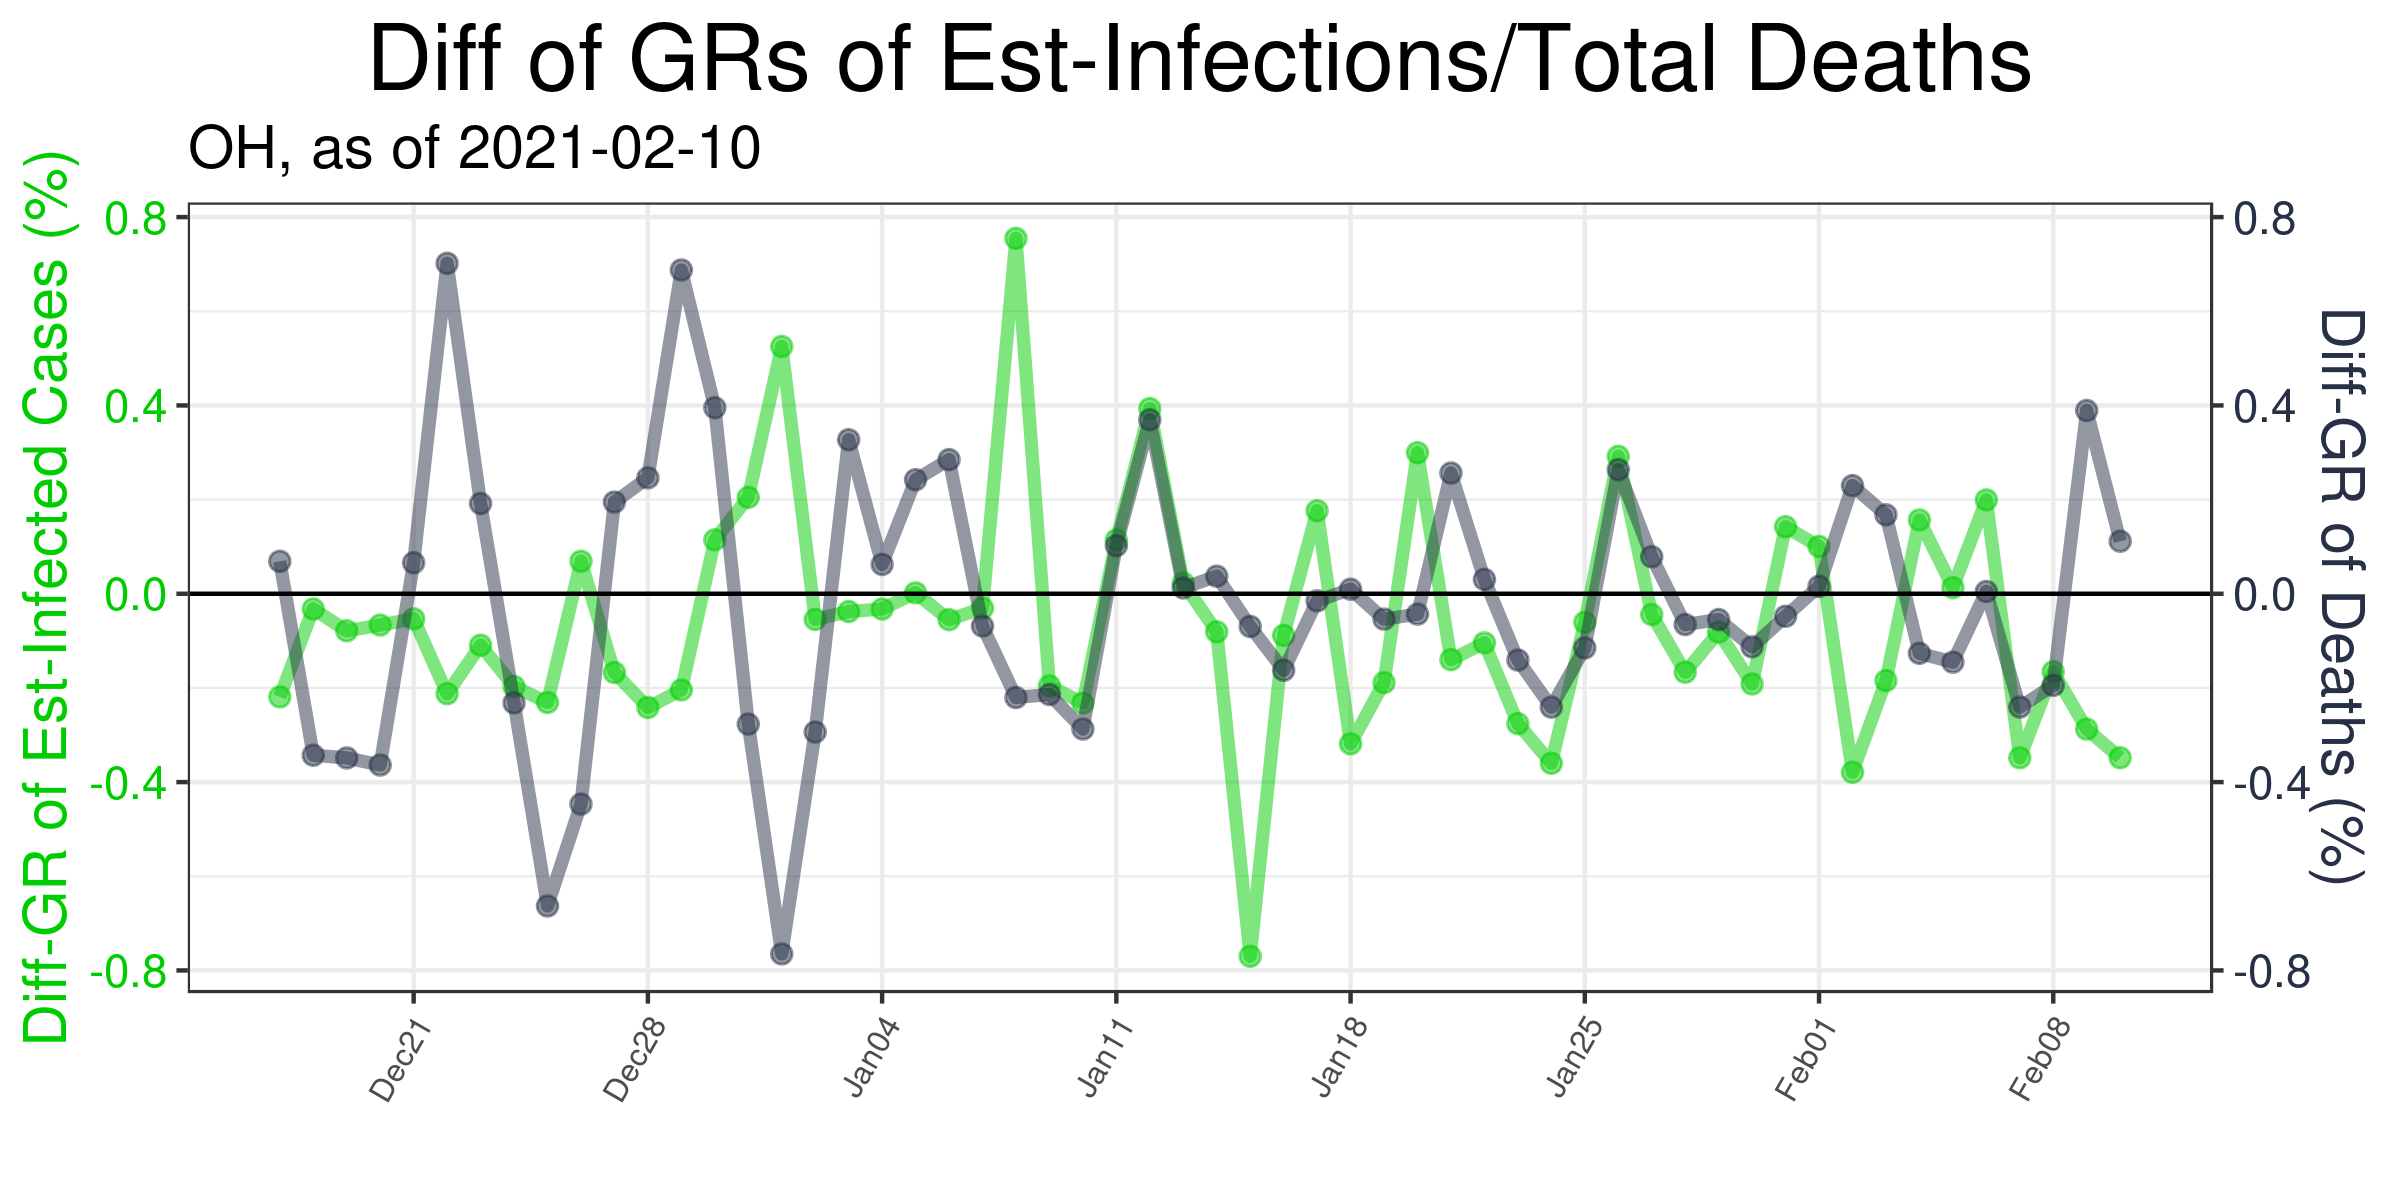 Diff of GRs of Est-Infections/Total Deaths
OH, as of 2021-02-10
Diff-GR of Est-Infected Cases (%)
0.8
0.4
0.0
-0.4
-0.8
0.8
0.4
0.0
-0.4
-0.8
Diff-GR of Deaths (%)
Dec21
Dec28
Jan04
Jan11
Jan18
Jan25
Feb01
Feb08